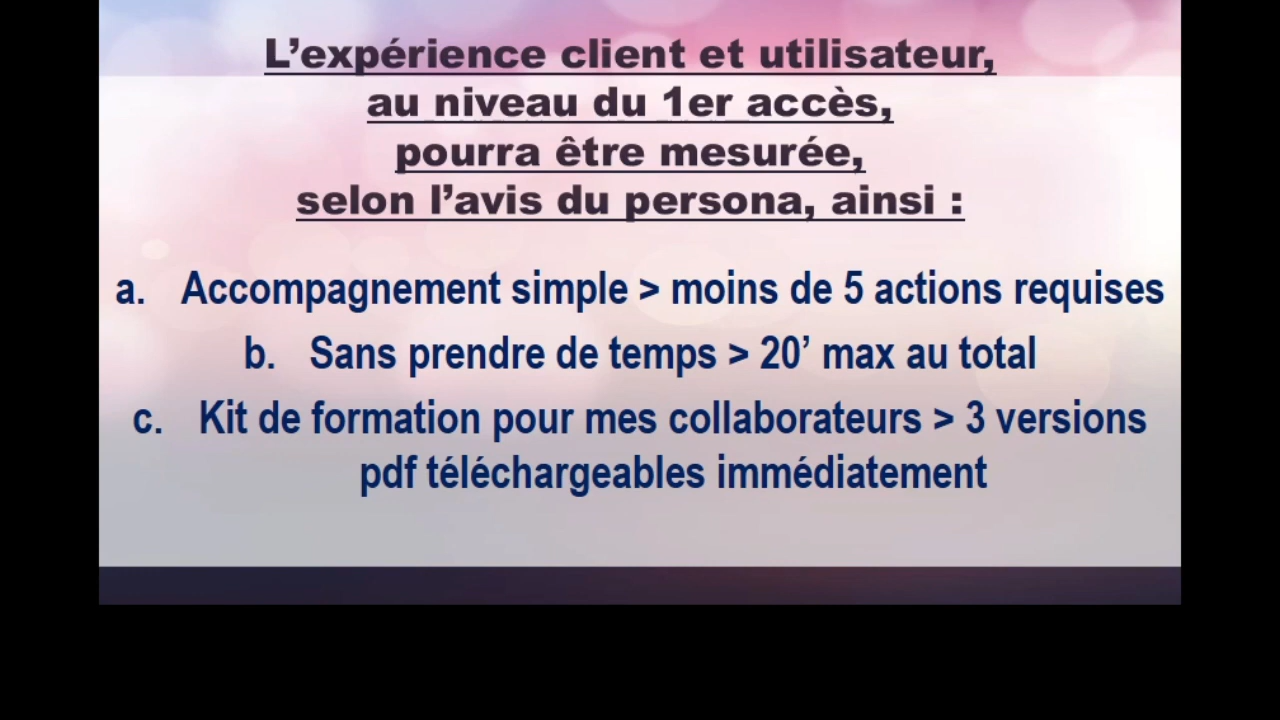 L’expérience client et utilisateur,
au niveau du 1er accès,
pourra être mesurée,
selon l’avis du persona, ainsi :
a. Accompagnement simple > moins de 5 actions requises
b. Sans prendre de temps > 20’ max au total
c. Kit de formation pour mes collaborateurs > 3 versions
pdf téléchargeables immédiatement